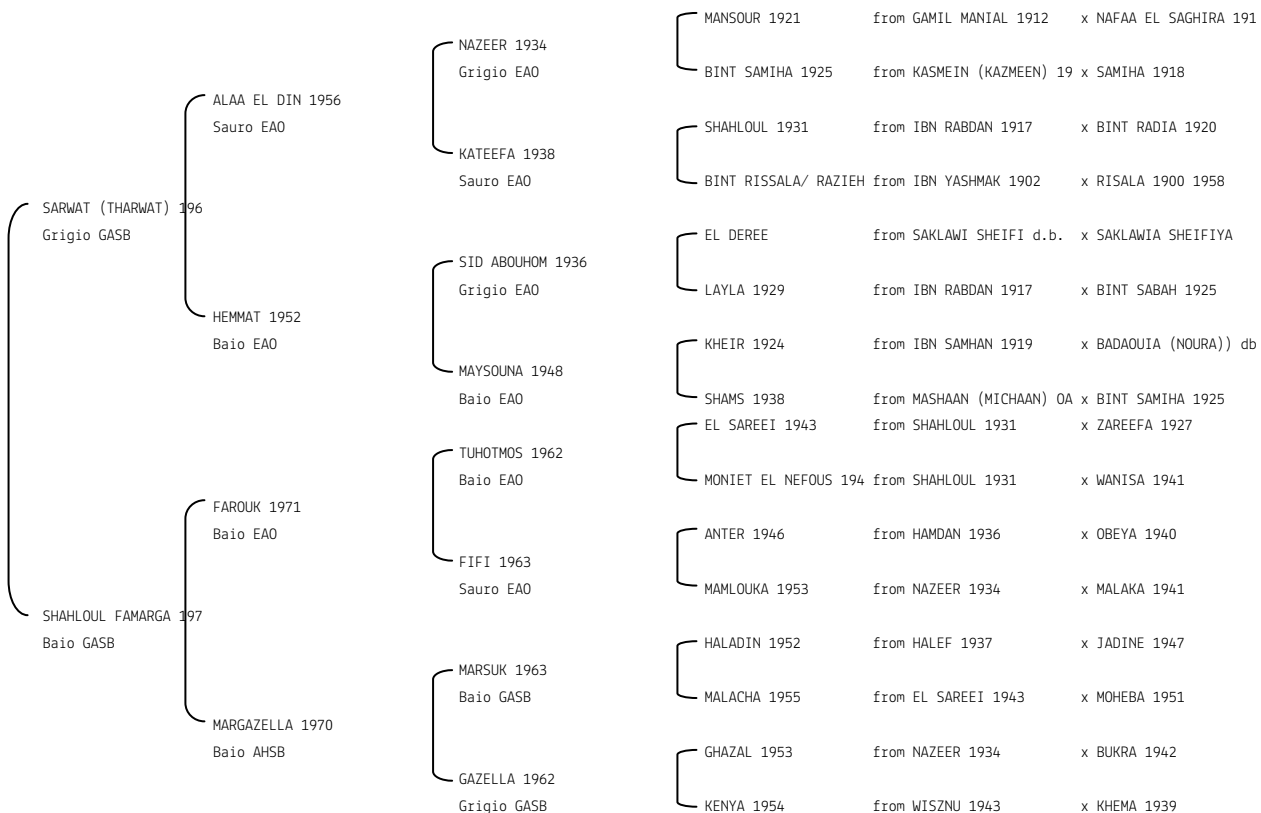 MANSOUR 1921 from GAMIL MANIAL 1912 x NAFAA EL SAGHIRA 191
NAZEER 1934
Grigio EAO
BINT SAMIHA 1925 from KASMEIN (KAZMEEN) 19 x SAMIHA 1918
ALAA EL DIN 1956
Sauro EAO
SHAHLOUL 1931 from IBN RABDAN 1917 x BINT RADIA 1920
KATEEFA 1938
Sauro EAO
BINT RISSALA/ RAZIEH from IBN YASHMAK 1902 x RISALA 1900 1958
SARWAT (THARWAT) 196
Grigio GASB
EL DEREE from SAKLAWI SHEIFI d.b. x SAKLAWIA SHEIFIYA
SID ABOUHOM 1936
Grigio EAO
LAYLA 1929 from IBN RABDAN 1917 x BINT SABAH 1925
HEMMAT 1952
Baio EAO
KHEIR 1924 from IBN SAMHAN 1919 x BADAOUIA (NOURA)) db
MAYSOUNA 1948
Baio EAO
SHAMS 1938 from MASHAAN (MICHAAN) OA x BINT SAMIHA 1925
EL SAREEI 1943 from SHAHLOUL 1931 x ZAREEFA 1927
TUHOTMOS 1962
Baio EAO
MONIET EL NEFOUS 194 from SHAHLOUL 1931 x WANISA 1941
FAROUK 1971
Baio EAO
ANTER 1946 from HAMDAN 1936 x OBEYA 1940
FIFI 1963
Sauro EAO
MAMLOUKA 1953 from NAZEER 1934 x MALAKA 1941
SHAHLOUL FAMARGA 197
Baio GASB
HALADIN 1952 from HALEF 1937 x JADINE 1947
MARSUK 1963
Baio GASB
MALACHA 1955 from EL SAREEI 1943 x MOHEBA 1951
MARGAZELLA 1970
Baio AHSB
GHAZAL 1953 from NAZEER 1934 x BUKRA 1942
GAZELLA 1962
Grigio GASB
KENYA 1954 from WISZNU 1943 x KHEMA 1939